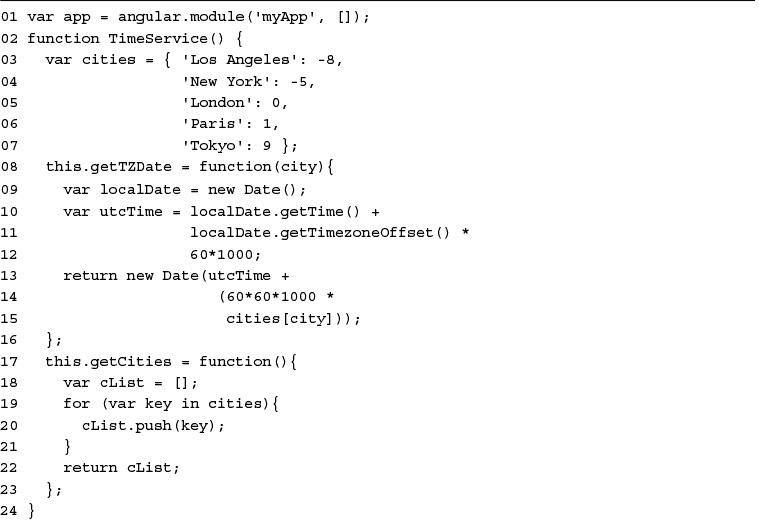 01 var app = angular.module('myApp', []);
02 function TimeService() {
03   var cities = { 'Los Angeles': -8,
04                  'New York': -5,
05                  'London': 0,
06                  'Paris': 1,
07                  'Tokyo': 9 };
08   this.getTZDate = function(city){
09     var localDate = new Date();
10     var utcTime = localDate.getTime() +
11                   localDate.getTimezoneOffset() *
12                   60*1000;
13     return new Date(utcTime +
14                      (60*60*1000 *
15                       cities[city]));
16   };
17   this.getCities = function(){
18     var cList = [];
19     for (var key in cities){
20       cList.push(key);
21     }
22     return cList;
23   };
24 }